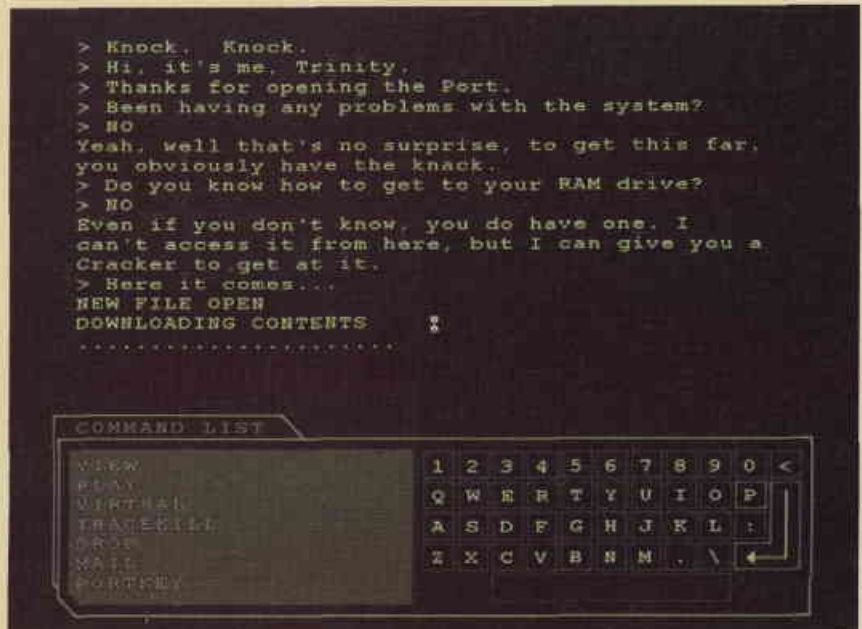 > Knock. Knock.
> Hi, it's me, Trinity.
> Thanks for opening the Port.
> Been having any problems with the system?
> NO
Yeah, well that's no surprise, to get this far,
you obviously have the knack.
> Do you know how to get to your RAM drive?
> NO
Even if you don't know, you do have one. I
can't access it from here, but I can give you a
Cracker to get at it.
> Here it comes...
NEW FILE OPEN
DOWNLOADING CONTENTS
.......................
COMMAND LIST
VIEW
PLAY
VIRTUAL
TRACEKILL
DROP
MAIL
PORTKEY
1 2 3 4 5 6 7 8 9 0 <
Q W E R T Y U I O P
A S D F G H J K L :
Z X C V B N M . \